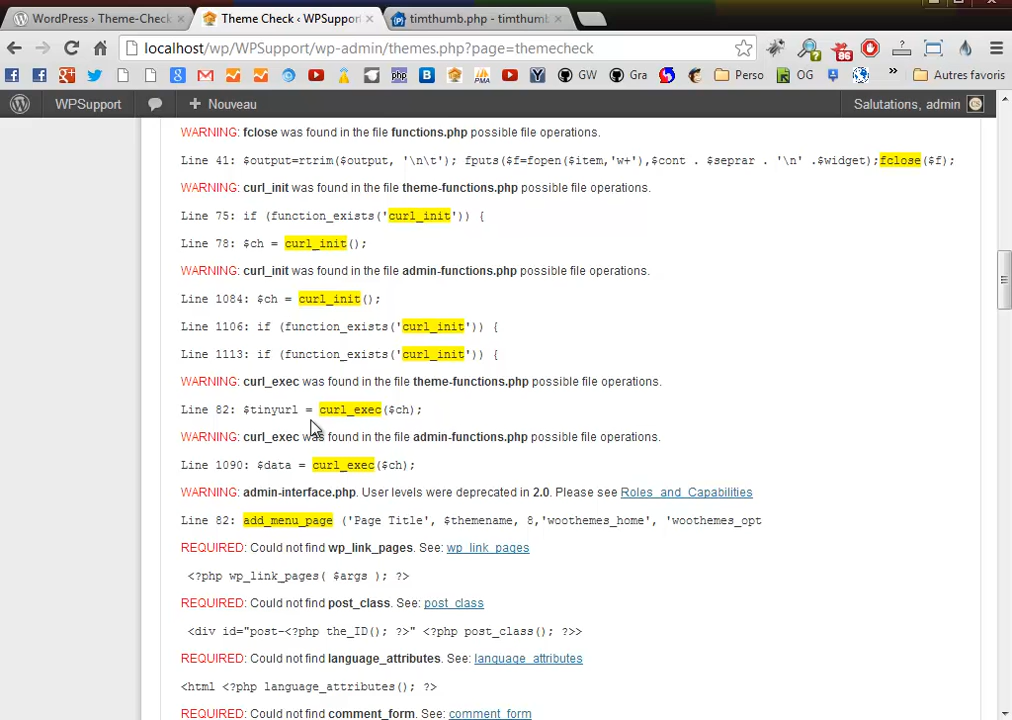 WordPress › Theme-Check
Theme Check ‹ WPSupport
timthumb.php - timthumb
localhost/wp/WPSupport/wp-admin/themes.php?page=themecheck
86
php
PMA
GW
Gra
Perso
OG
»
Autres favoris
WPSupport
+ Nouveau
Salutations, admin
WARNING: fclose was found in the file functions.php possible file operations.
Line 41: $output=rtrim($output, '\n\t'); fputs($f=fopen($item,'w+'),$cont . $seprar . '\n' .$widget);fclose($f);
WARNING: curl_init was found in the file theme-functions.php possible file operations.
Line 75: if (function_exists('curl_init')) {
Line 78: $ch = curl_init();
WARNING: curl_init was found in the file admin-functions.php possible file operations.
Line 1084: $ch = curl_init();
Line 1106: if (function_exists('curl_init')) {
Line 1113: if (function_exists('curl_init')) {
WARNING: curl_exec was found in the file theme-functions.php possible file operations.
Line 82: $tinyurl = curl_exec($ch);
WARNING: curl_exec was found in the file admin-functions.php possible file operations.
Line 1090: $data = curl_exec($ch);
WARNING: admin-interface.php. User levels were deprecated in 2.0. Please see Roles_and_Capabilities
Line 82: add_menu_page ('Page Title', $themename, 8,'woothemes_home', 'woothemes_opt
REQUIRED: Could not find wp_link_pages. See: wp_link_pages
<?php wp_link_pages( $args ); ?>
REQUIRED: Could not find post_class. See: post_class
<div id="post-<?php the_ID(); ?>" <?php post_class(); ?>>
REQUIRED: Could not find language_attributes. See: language_attributes
<html <?php language_attributes(); ?>
REQUIRED: Could not find comment_form. See: comment_form